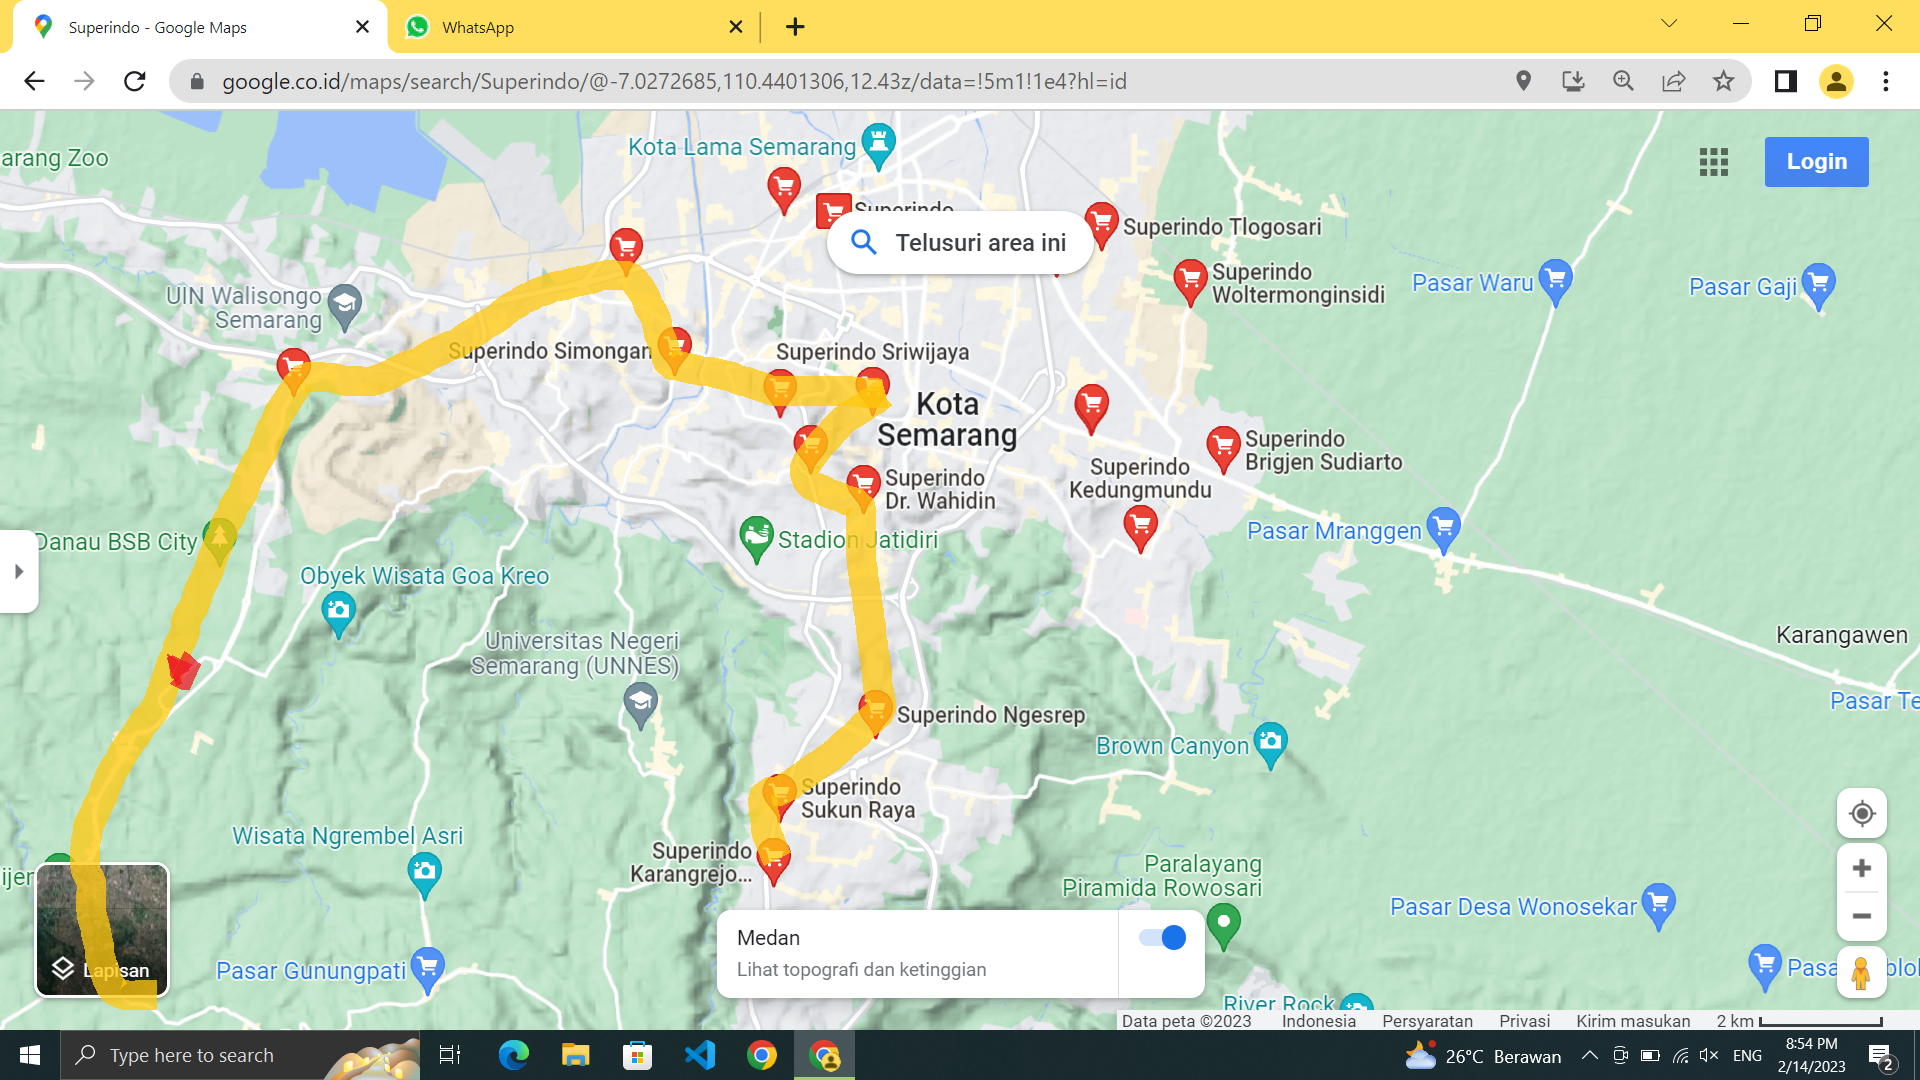 Superindo - Google Maps
WhatsApp
google.co.id/maps/search/Superindo/@-7.0272685,110.4401306,12.43z/data=!5m1!1e4?hl=id
arang Zoo
Kota Lama Semarang
Login
Superindo
Telusuri area ini
Superindo Tlogosari
Superindo
Woltermonginsidi
Pasar Waru
Pasar Gaji
UIN Walisongo
Semarang
Superindo Simongan
Superindo Sriwijaya
Kota
Semarang
Superindo
Brigjen Sudiarto
Superindo
Kedungmundu
Superindo
Dr. Wahidin
Danau BSB City
Stadion Jatidiri
Pasar Mranggen
Obyek Wisata Goa Kreo
Universitas Negeri
Semarang (UNNES)
Karangawen
Pasar Te
Superindo Ngesrep
Brown Canyon
Superindo
Sukun Raya
Wisata Ngrembel Asri
Superindo
Karangrejo...
Paralayang
Piramida Rowosari
ijen
Pasar Desa Wonosekar
Medan
Lihat topografi dan ketinggian
Lapisan
Pasar Gunungpati
Pasa
blol
River Rock
Data peta ©2023 Indonesia Persyaratan Privasi Kirim masukan 2 km
Type here to search
26°C Berawan
ENG
8:54 PM
2/14/2023
2